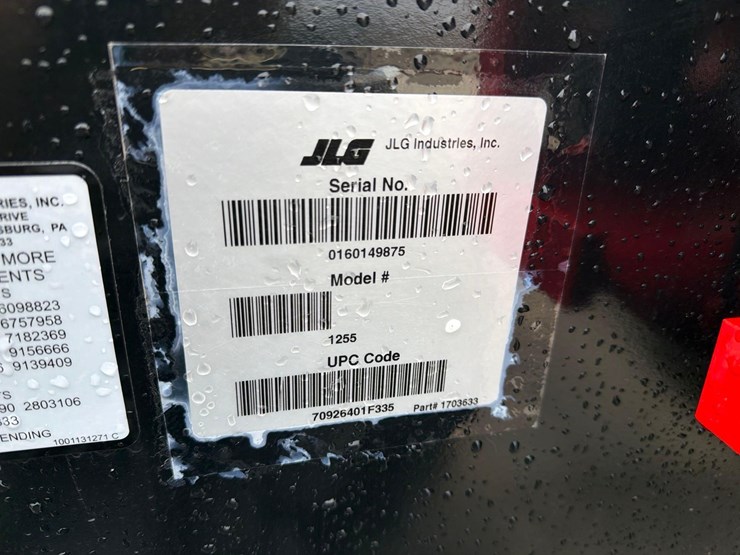 RIES, INC.
RIVE
SBURG, PA
33
MORE
ENTS
S
6098823
6757958
7182369
9156666
9139409
90 2803106
33
ENDING
1001131271 C
JLG JLG Industries, Inc.
Serial No.
0160149875
Model #
1255
UPC Code
70926401F335 Part# 1703633